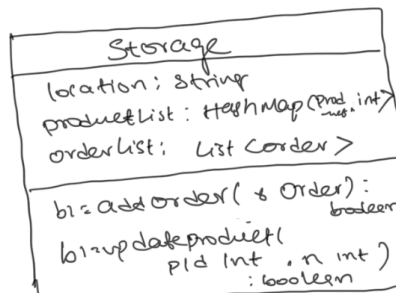 Storage
location: String
productList: HashMap(Prod, int>
orderList: List<order>
b1=addorder( Order):
boolean
b1=updateproduct(
pId int, n int)
: boolean